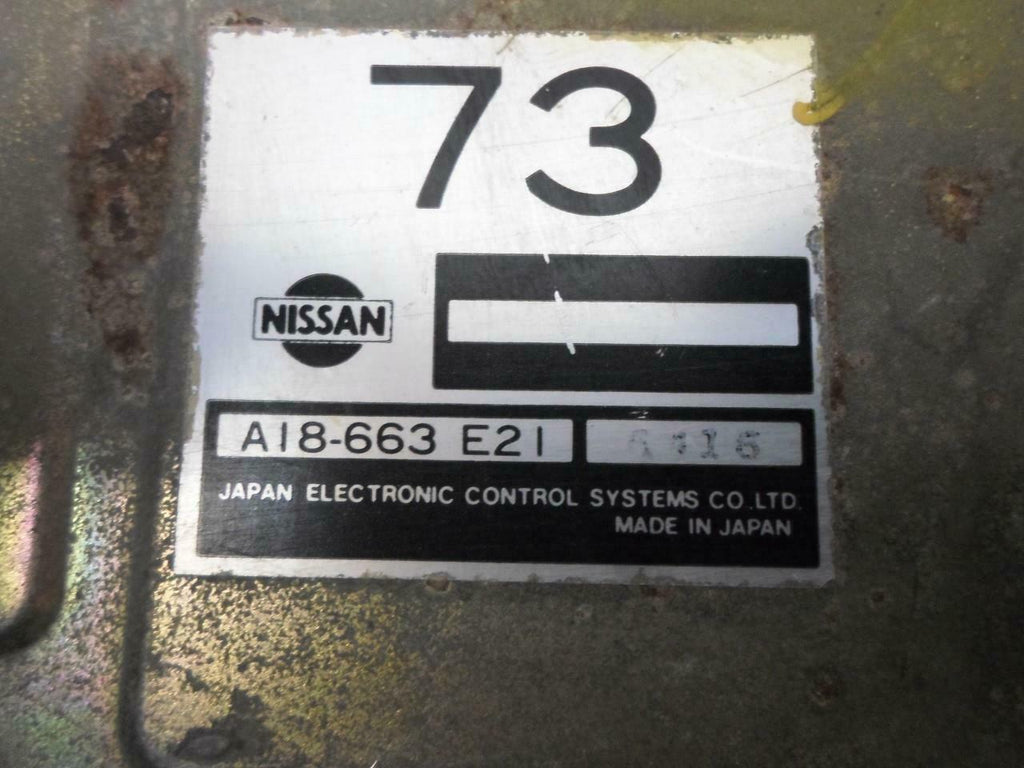 73
NISSAN
A18-663 E21
JAPAN ELECTRONIC CONTROL SYSTEMS CO.,LTD.
MADE IN JAPAN